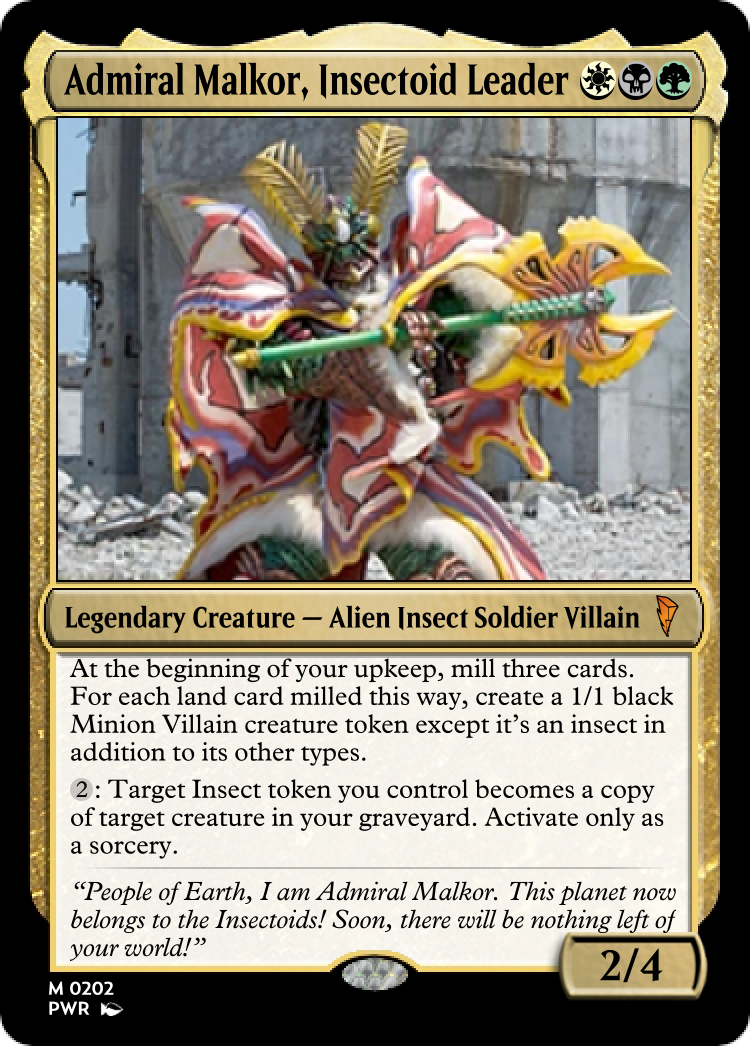 Admiral Malkor, Insectoid Leader
Legendary Creature — Alien Insect Soldier Villain
At the beginning of your upkeep, mill three cards.
For each land card milled this way, create a 1/1 black
Minion Villain creature token except it's an insect in
addition to its other types.
2: Target Insect token you control becomes a copy
of target creature in your graveyard. Activate only as
a sorcery.
“People of Earth, I am Admiral Malkor. This planet now
belongs to the Insectoids! Soon, there will be nothing left of
your world!”
2/4
M 0202
PWR